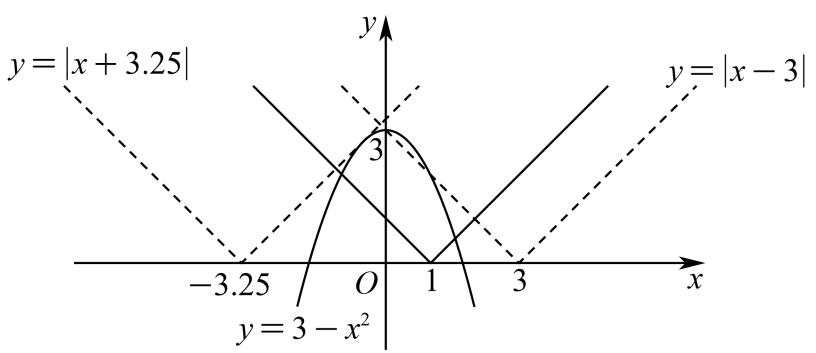 y
y = |x + 3.25|
y = |x − 3|
3
−3.25
O
1
3
x
y = 3 − x²